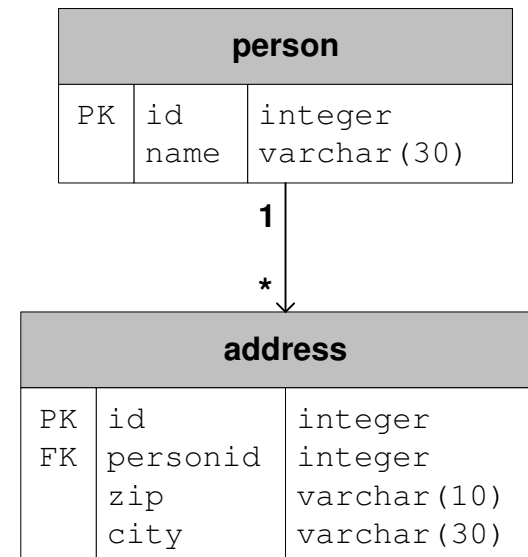 person
PK id integer
name varchar(30)
1
*
address
PK id integer
FK personid integer
zip varchar(10)
city varchar(30)